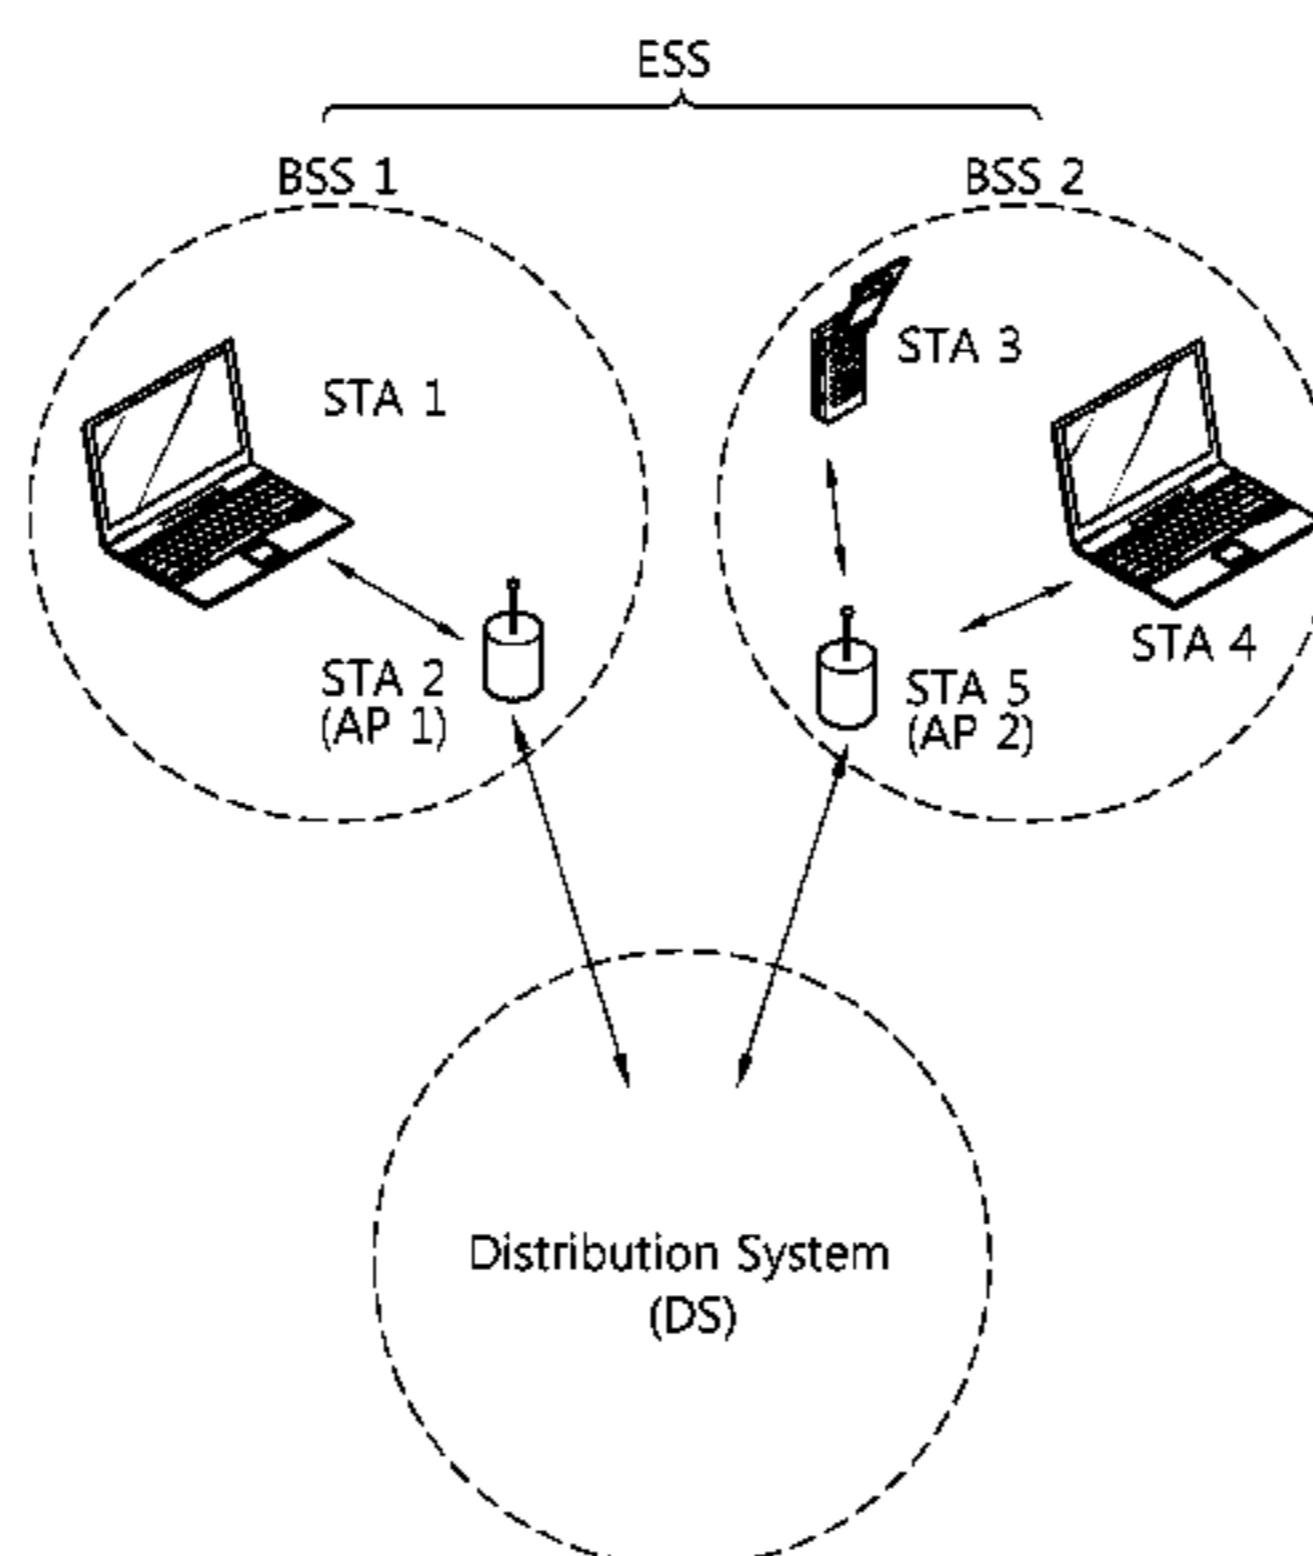 ESS
BSS 1
BSS 2
STA 1
STA 3
STA 4
STA 2
(AP 1)
STA 5
(AP 2)
Distribution System
(DS)